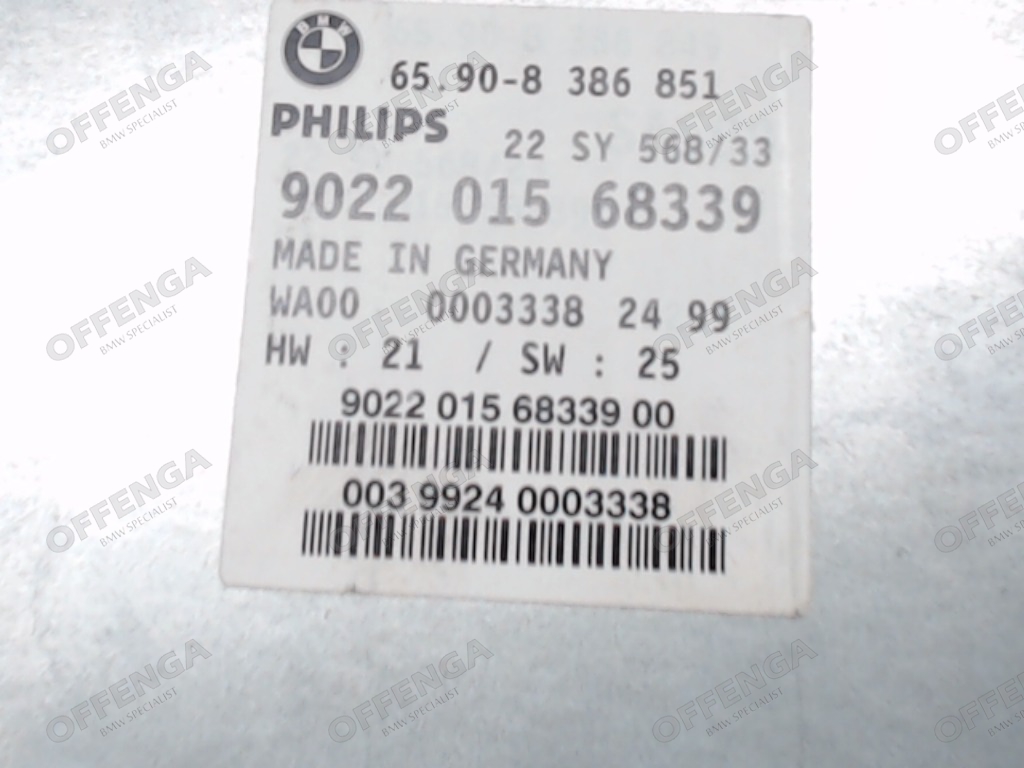 BMW
65.90-8 386 851
PHILIPS
22 SY 568/33
9022 015 68339
MADE IN GERMANY
WA00 0003338 24 99
HW : 21 / SW : 25
9022 015 68339 00
003 9924 0003338
OFFENGA
BMW SPECIALIST